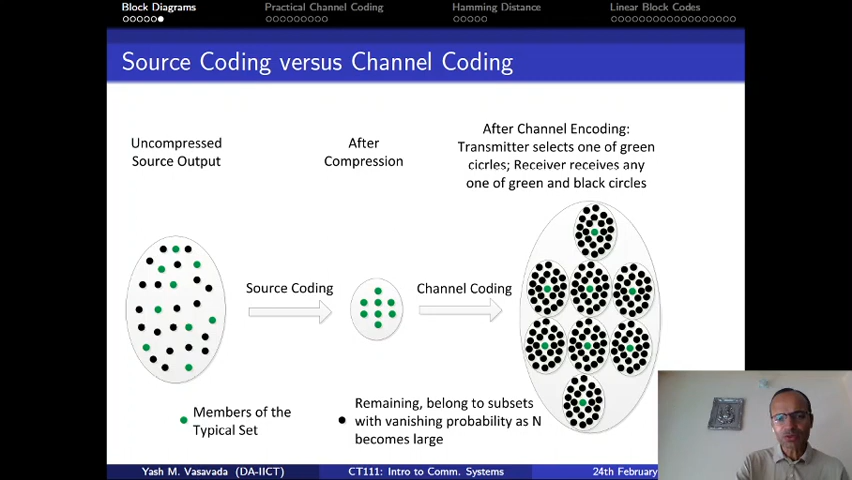 Block Diagrams
Practical Channel Coding
Hamming Distance
Linear Block Codes
Source Coding versus Channel Coding
Uncompressed
Source Output
After
Compression
After Channel Encoding:
Transmitter selects one of green
cicrles; Receiver receives any
one of green and black circles
Source Coding
Channel Coding
Members of the
Typical Set
Remaining, belong to subsets
with vanishing probability as N
becomes large
Yash M. Vasavada (DA-IICT)
CT111: Intro to Comm. Systems
24th February